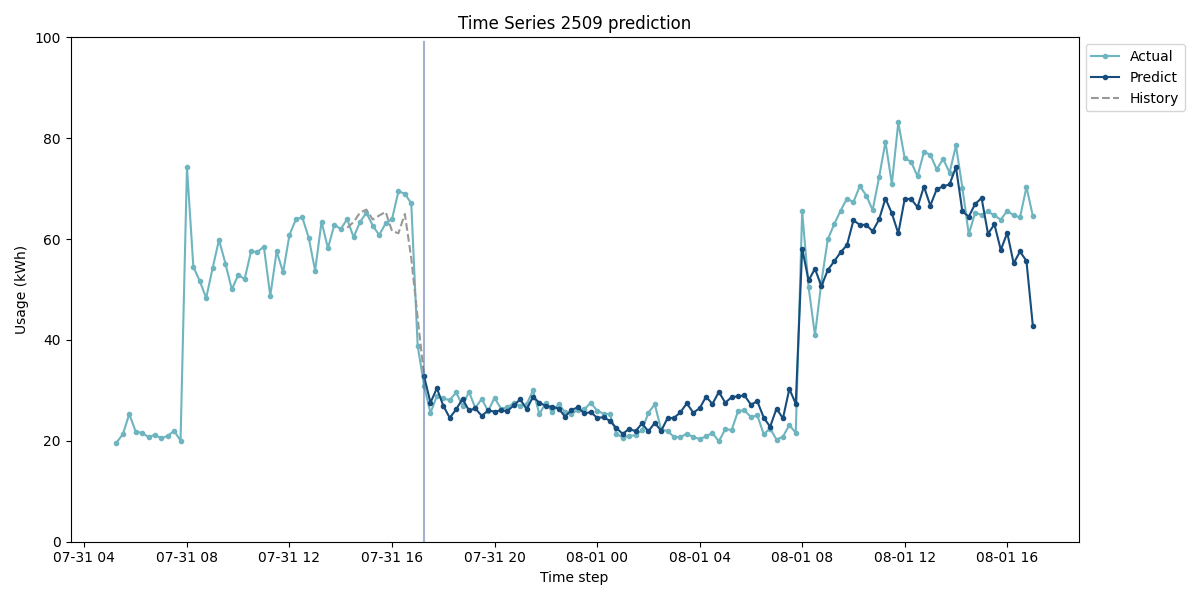 Time Series 2509 prediction
100
80
60
40
20
0
Usage (kWh)
07-31 04
07-31 08
07-31 12
07-31 16
07-31 20
08-01 00
08-01 04
08-01 08
08-01 12
08-01 16
Time step
Actual
Predict
History